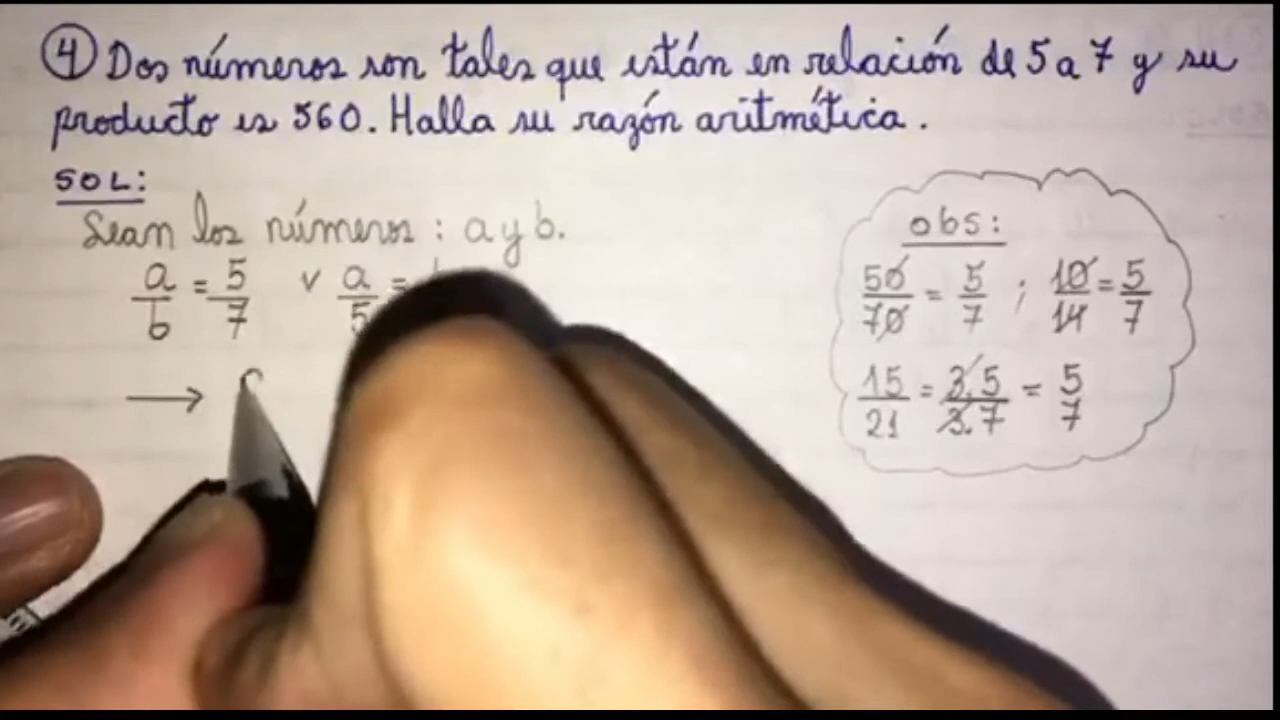 ④ Dos números son tales que están en relación de 5 a 7 y su
producto es 560. Halla su razón aritmética.
SOL:
Sean los números: a y b.
a/b = 5/7 v a/5 =
→
obs:
50/70 = 5/7 ; 10/14 = 5/7
15/21 = 3.5/3.7 = 5/7